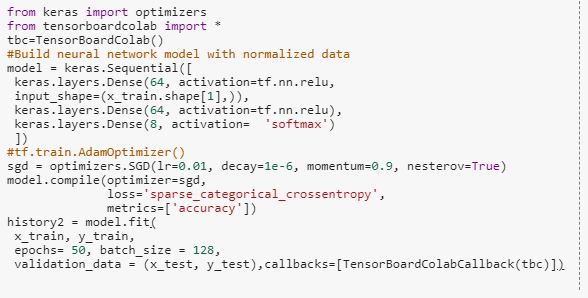 from keras import optimizers
from tensorboardcolab import *
tbc=TensorBoardColab()
#Build neural network model with normalized data
model = keras.Sequential([
 keras.layers.Dense(64, activation=tf.nn.relu,
 input_shape=(x_train.shape[1],)),
 keras.layers.Dense(64, activation=tf.nn.relu),
 keras.layers.Dense(8, activation=  'softmax')
 ])
#tf.train.AdamOptimizer()
sgd = optimizers.SGD(lr=0.01, decay=1e-6, momentum=0.9, nesterov=True)
model.compile(optimizer=sgd,
              loss='sparse_categorical_crossentropy',
              metrics=['accuracy'])
history2 = model.fit(
 x_train, y_train,
 epochs= 50, batch_size = 128,
 validation_data = (x_test, y_test),callbacks=[TensorBoardColabCallback(tbc)])